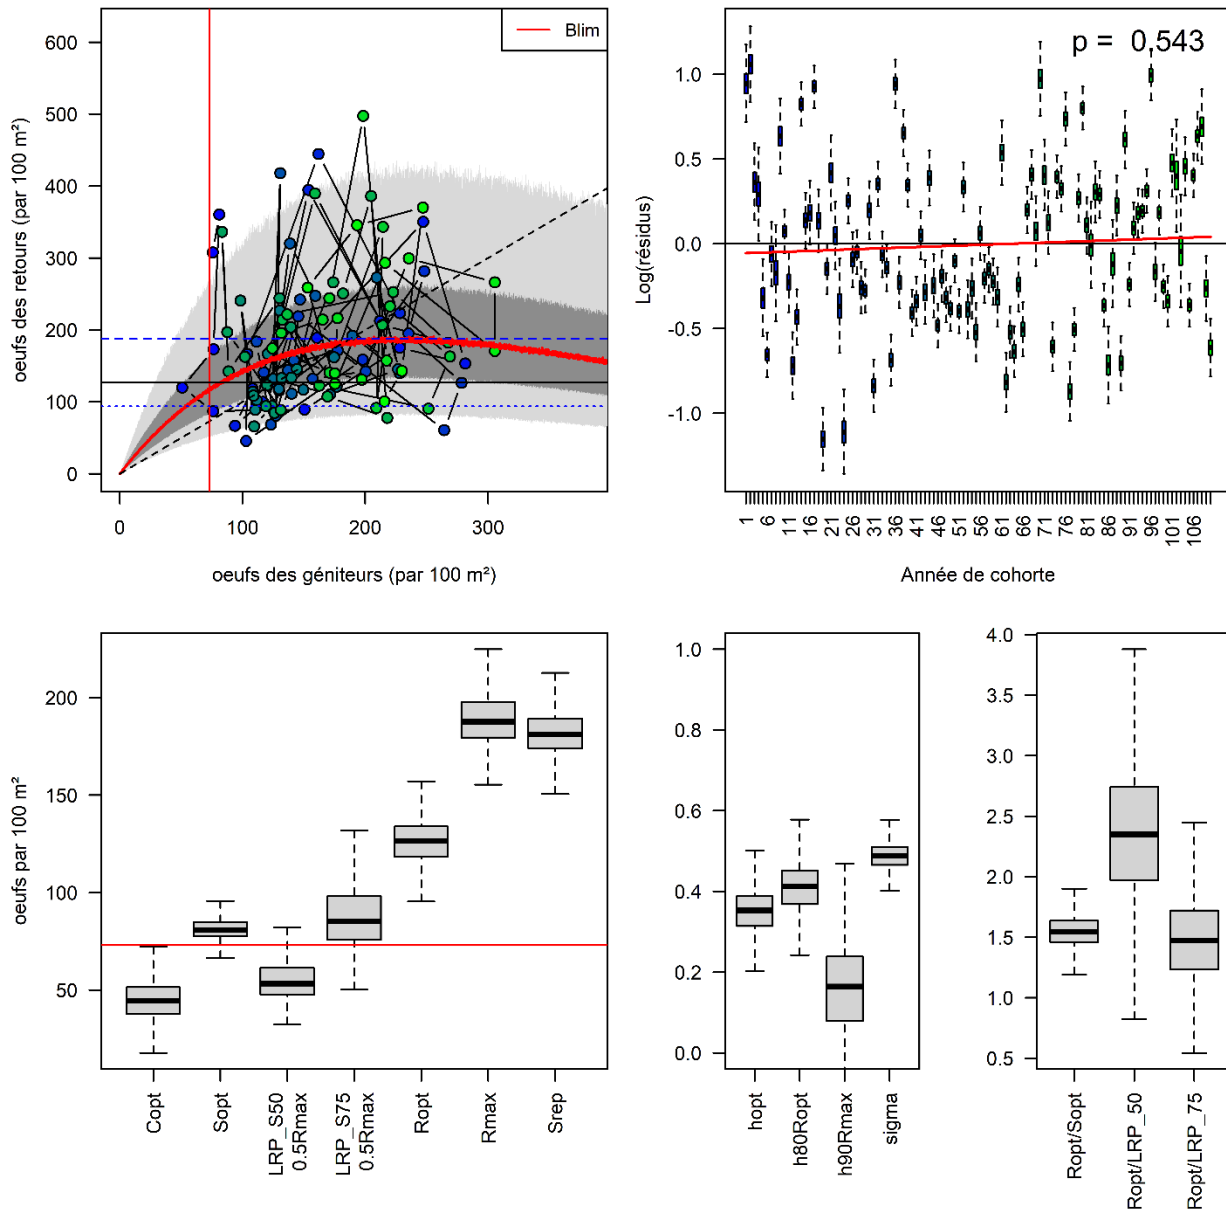 600
500
400
300
200
100
0
oeufs des retours (par 100 m²)
Blim
0
100
200
300
oeufs des géniteurs (par 100 m²)
p = 0.543
1.0
0.5
0.0
-0.5
-1.0
Log(résidus)
1
6
11
16
21
26
31
36
41
46
51
56
61
66
71
76
81
86
91
96
101
106
Année de cohorte
200
150
100
50
oeufs par 100 m²
Copt
Sopt
LRP_S50
0.5Rmax
LRP_S75
0.5Rmax
Ropt
Rmax
Srep
1.0
0.8
0.6
0.4
0.2
0.0
hopt
h80Ropt
h90Rmax
sigma
4.0
3.5
3.0
2.5
2.0
1.5
1.0
0.5
Ropt/Sopt
Ropt/LRP_50
Ropt/LRP_75